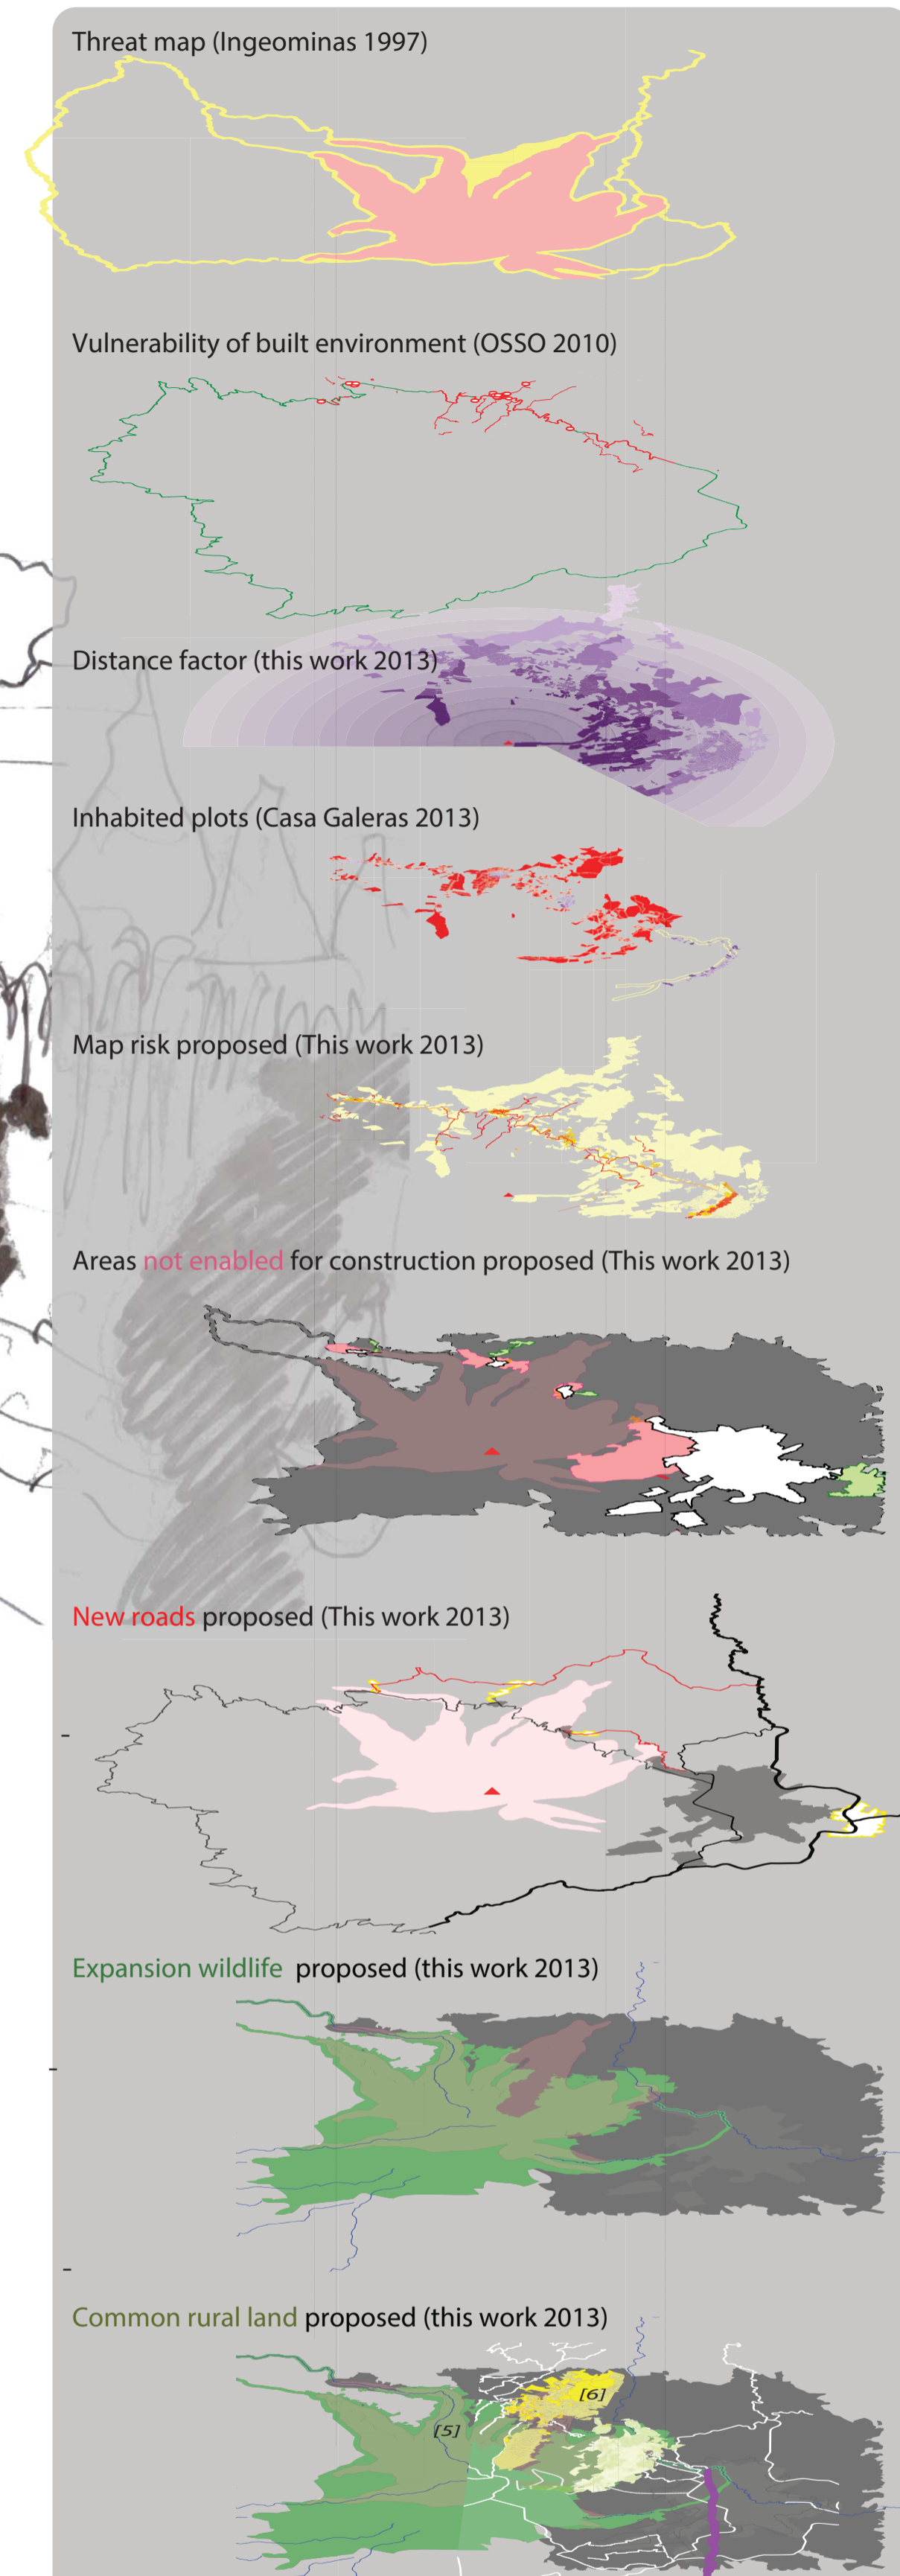 Threat map (Ingeominas 1997)
Vulnerability of built environment (OSSO 2010)
Distance factor (this work 2013)
Inhabited plots (Casa Galeras 2013)
Map risk proposed (This work 2013)
Areas not enabled for construction proposed (This work 2013)
New roads proposed (This work 2013)
Expansion wildlife proposed (this work 2013)
Common rural land proposed (this work 2013)
[6]
[5]